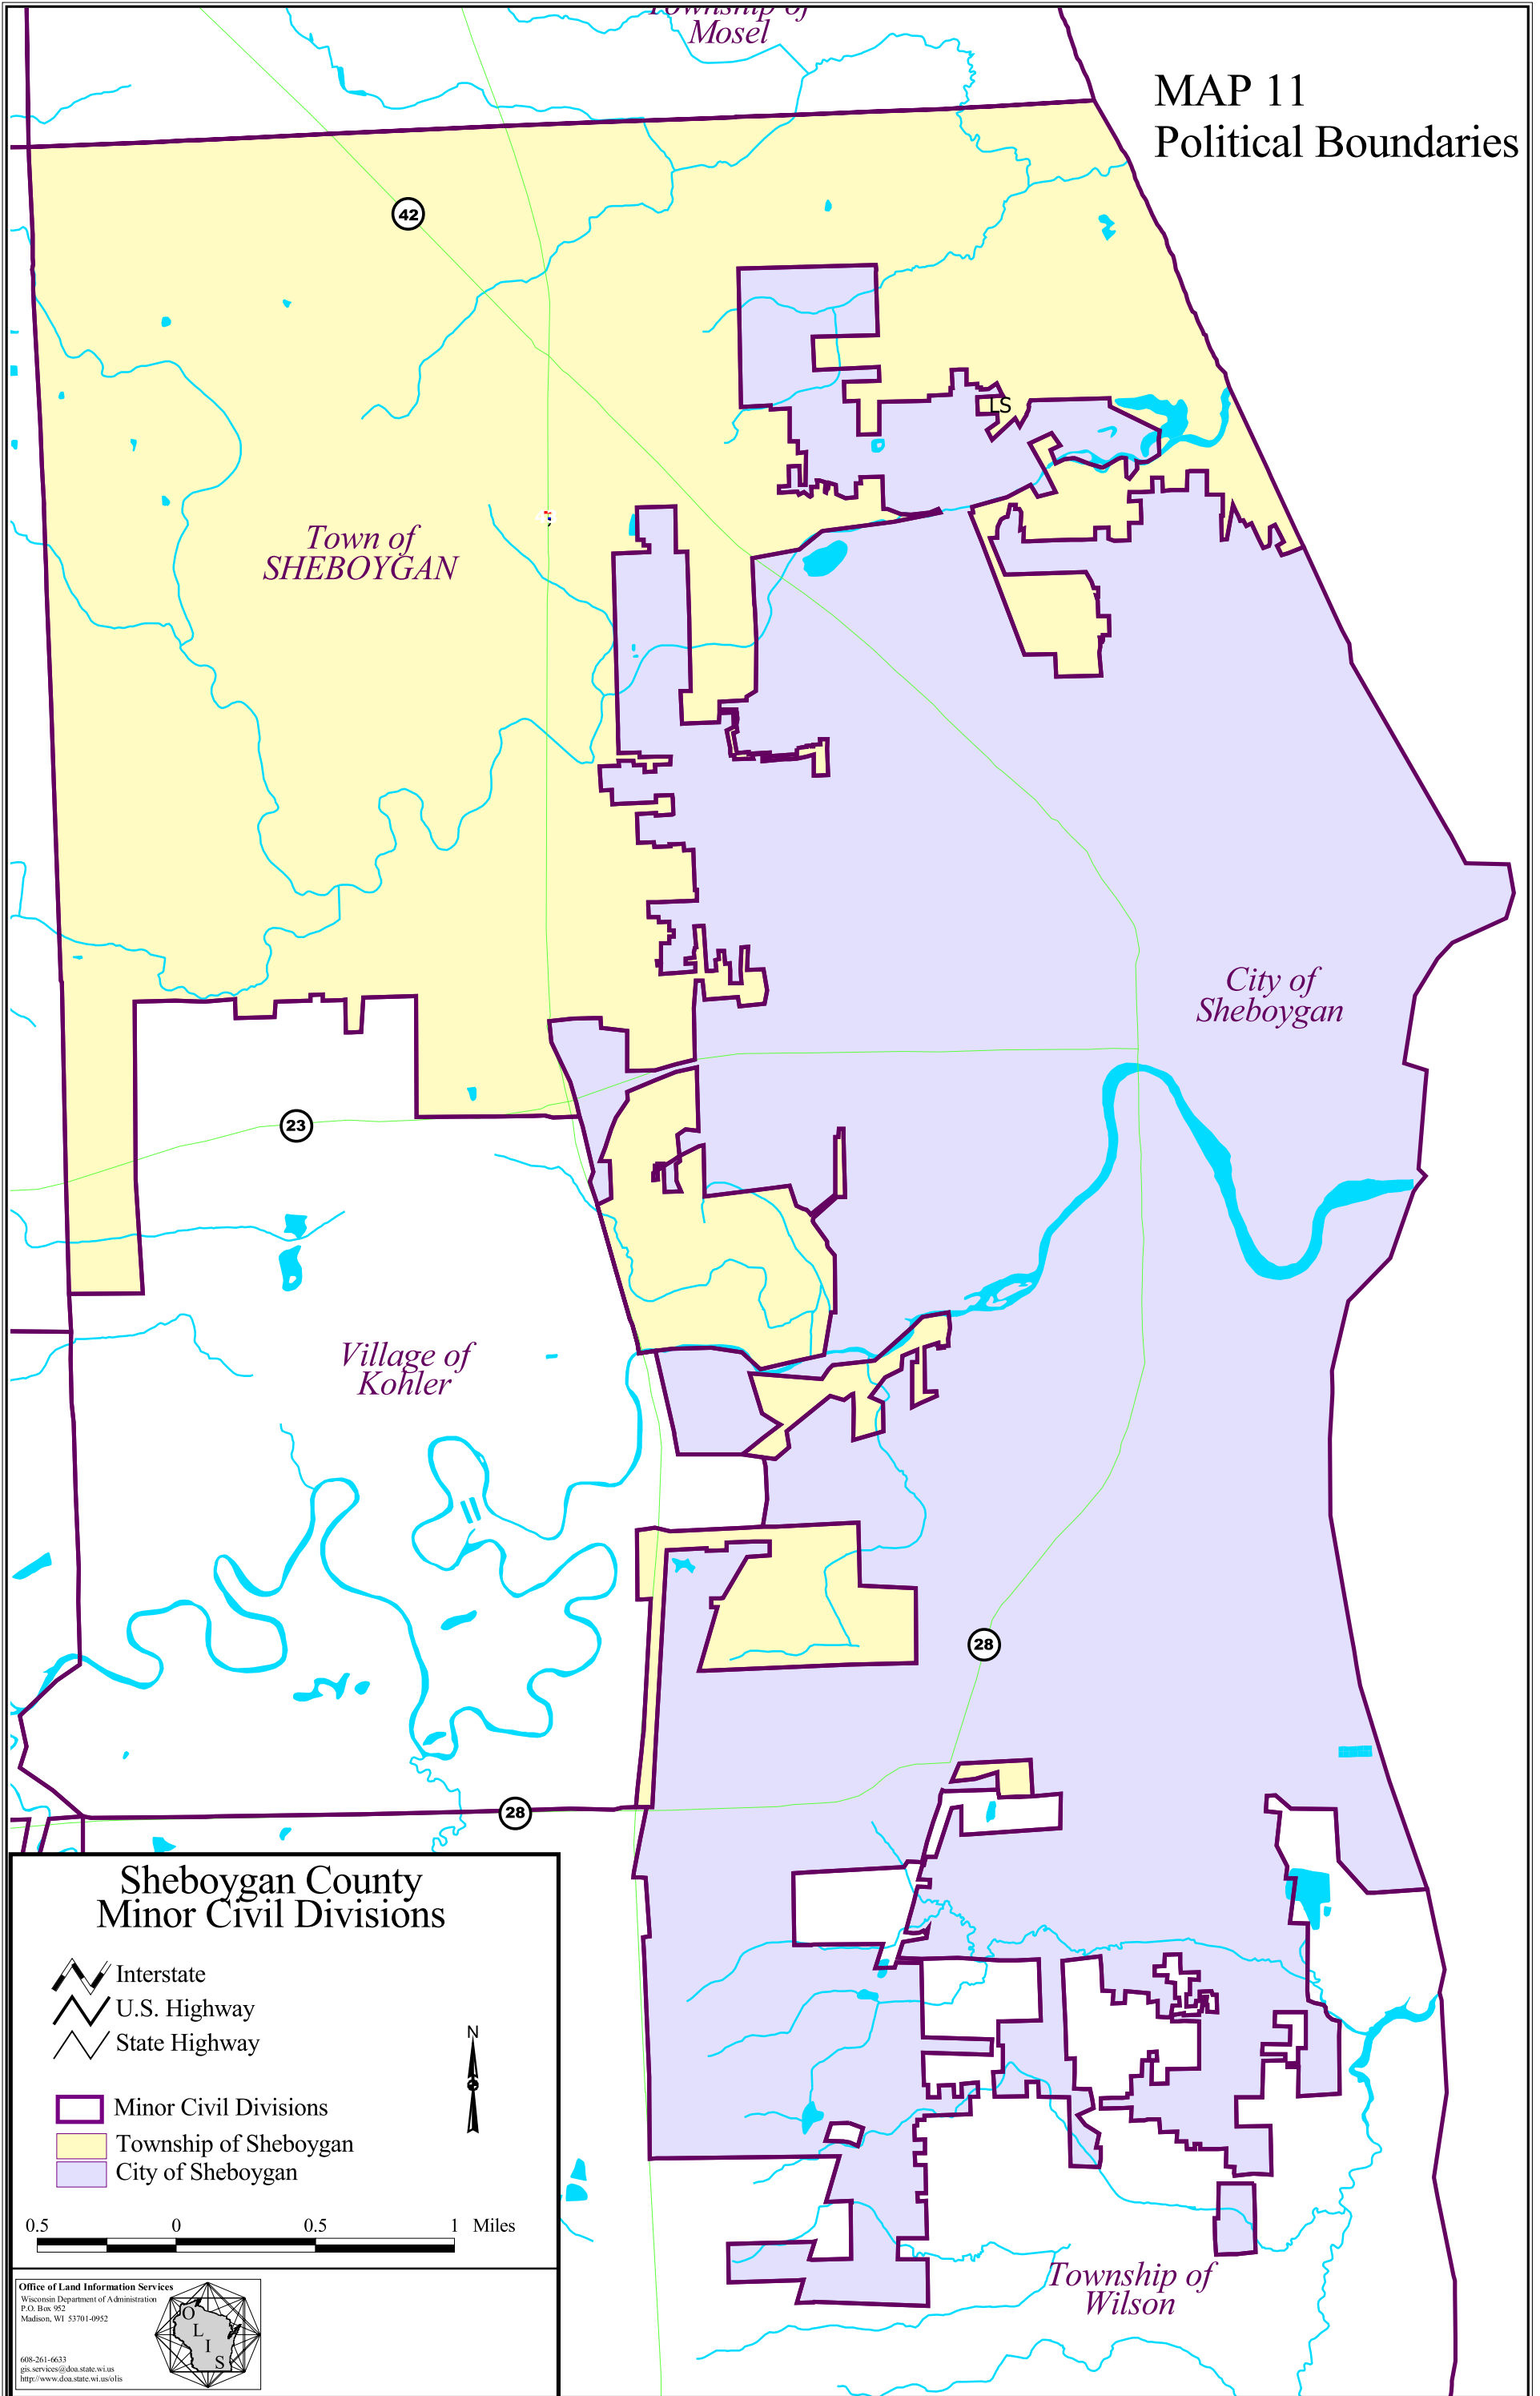 Township of
Mosel
MAP 11
Political Boundaries
42
LS
Town of
SHEBOYGAN
City of
Sheboygan
23
Village of
Kohler
28
28
Sheboygan County
Minor Civil Divisions
Interstate
U.S. Highway
State Highway
N
Minor Civil Divisions
Township of Sheboygan
City of Sheboygan
0.5 0 0.5 1 Miles
Township of
Wilson
Office of Land Information Services
Wisconsin Department of Administration
P.O. Box 952
Madison, WI 53701-0952
608-261-6633
gis.services@doa.state.wi.us
http://www.doa.state.wi.us/olis
O
L
I
S